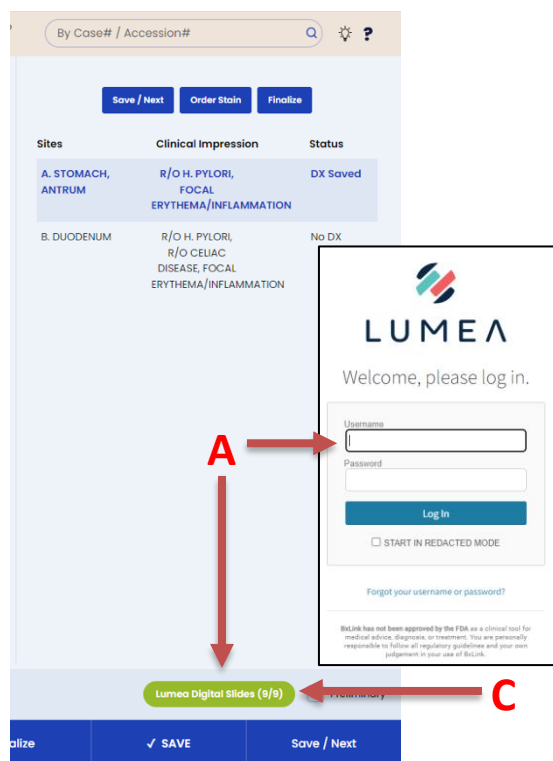 By Case# / Accession#
?
Save / Next
Order Stain
Finalize
Sites
Clinical Impression
Status
A. STOMACH,
ANTRUM
R/O H. PYLORI,
FOCAL
ERYTHEMA/INFLAMMATION
DX Saved
B. DUODENUM
R/O H. PYLORI,
R/O CELIAC
DISEASE, FOCAL
ERYTHEMA/INFLAMMATION
No DX
LUMEA
Welcome, please log in.
Username
Password
Log In
START IN REDACTED MODE
Forgot your username or password?
BxLink has not been approved by the FDA as a clinical tool for
medical advice, diagnosis, or treatment. You are personally
responsible to follow all regulatory guidelines and your own
judgement in your use of BxLink.
A
Lumea Digital Slides (9/9)
Preliminary
C
alize
✓ SAVE
Save / Next